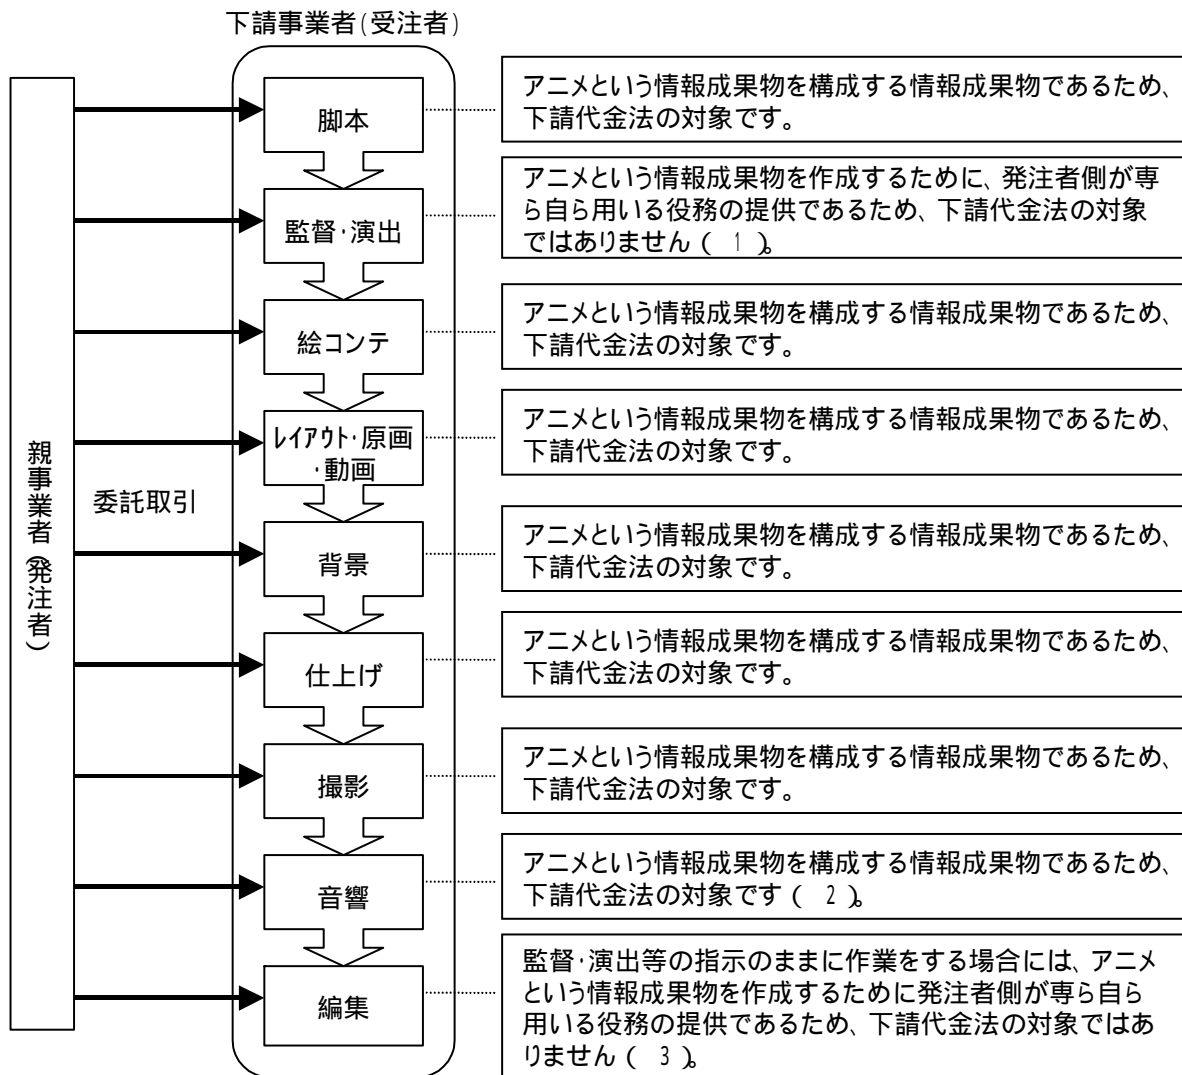 下請事業者(受注者)
親事業者(発注者)
委託取引
脚本
アニメという情報成果物を構成する情報成果物であるため、
下請代金法の対象です。
監督・演出
アニメという情報成果物を作成するために、発注者側が専
ら自ら用いる役務の提供であるため、下請代金法の対象
ではありません( 1 )。
絵コンテ
アニメという情報成果物を構成する情報成果物であるため、
下請代金法の対象です。
レイアウト・原画
・動画
アニメという情報成果物を構成する情報成果物であるため、
下請代金法の対象です。
背景
アニメという情報成果物を構成する情報成果物であるため、
下請代金法の対象です。
仕上げ
アニメという情報成果物を構成する情報成果物であるため、
下請代金法の対象です。
撮影
アニメという情報成果物を構成する情報成果物であるため、
下請代金法の対象です。
音響
アニメという情報成果物を構成する情報成果物であるため、
下請代金法の対象です( 2 )。
編集
監督・演出等の指示のままに作業をする場合には、アニメ
という情報成果物を作成するために発注者側が専ら自ら
用いる役務の提供であるため、下請代金法の対象ではあ
りません( 3 )。